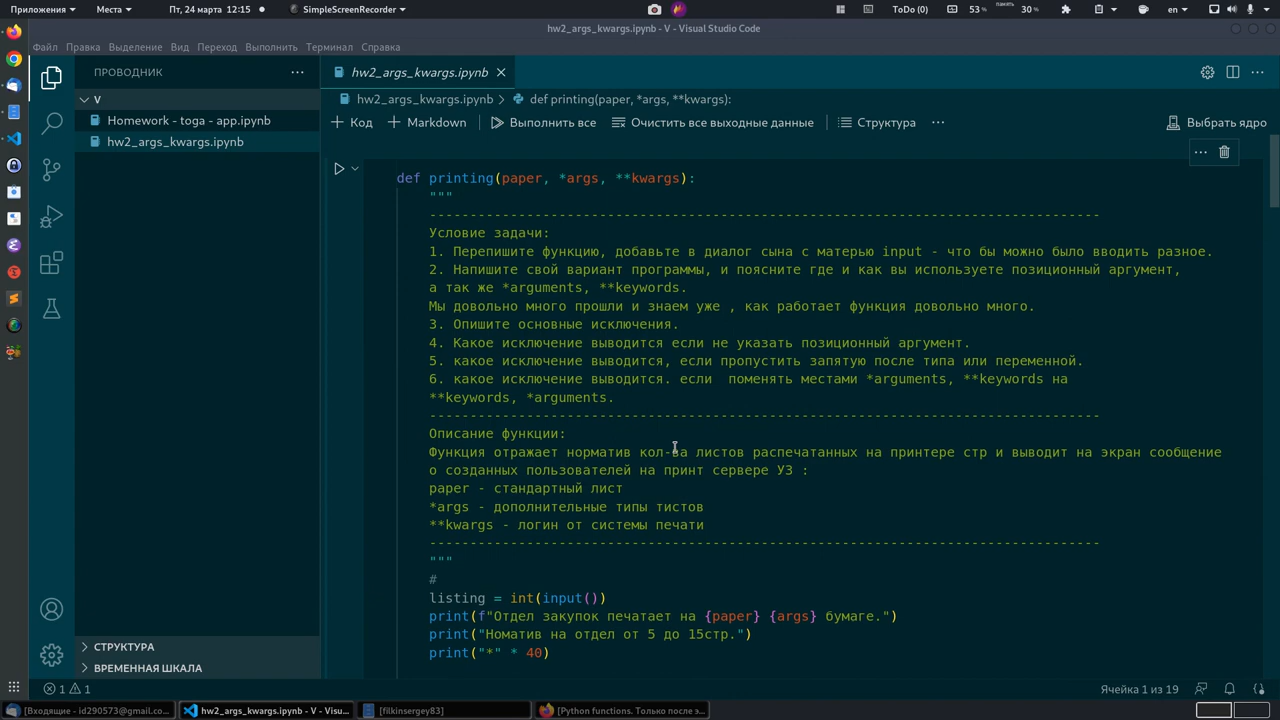 Приложения Места Пт, 24 марта 12:15 SimpleScreenRecorder ToDo (0) 53 % память 30 % en
hw2_args_kwargs.ipynb - V - Visual Studio Code
Файл Правка Выделение Вид Переход Выполнить Терминал Справка
ПРОВОДНИК
hw2_args_kwargs.ipynb
V
hw2_args_kwargs.ipynb > def printing(paper, *args, **kwargs):
Homework - toga - app.ipynb
hw2_args_kwargs.ipynb
+ Код + Markdown Выполнить все Очистить все выходные данные Структура ... Выбрать ядро
def printing(paper, *args, **kwargs):
"""
-----------------------------------------------------------------------------------
Условие задачи:
1. Перепишите функцию, добавьте в диалог сына с матерью input - что бы можно было вводить разное.
2. Напишите свой вариант программы, и поясните где и как вы используете позиционный аргумент,
а так же *arguments, **keywords.
Мы довольно много прошли и знаем уже , как работает функция довольно много.
3. Опишите основные исключения.
4. Какое исключение выводится если не указать позиционный аргумент.
5. какое исключение выводится, если пропустить запятую после типа или переменной.
6. какое исключение выводится. если  поменять местами *arguments, **keywords на
**keywords, *arguments.
-----------------------------------------------------------------------------------
Описание функции:
Функция отражает норматив кол-ва листов распечатанных на принтере стр и выводит на экран сообщение
о созданных пользователей на принт сервере УЗ :
paper - стандартный лист
*args - дополнительные типы тистов
**kwargs - логин от системы печати
-----------------------------------------------------------------------------------
"""
#
listing = int(input())
print(f"Отдел закупок печатает на {paper} {args} бумаге.")
print("Номатив на отдел от 5 до 15стр.")
print("*" * 40)
СТРУКТУРА
ВРЕМЕННАЯ ШКАЛА
1 1 Ячейка 1 из 19
[Входящие - id290573@gmail.co... hw2_args_kwargs.ipynb - V - Visu... [filkinsergey83] [Python functions. Только после э...